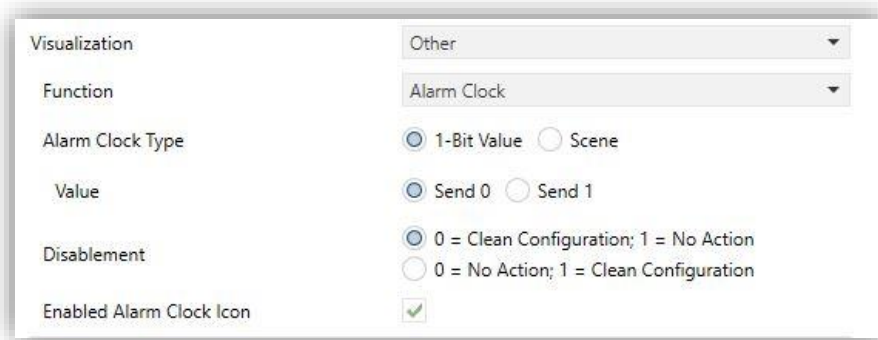 Visualization Other
Function Alarm Clock
Alarm Clock Type 1-Bit Value Scene
Value Send 0 Send 1
Disablement 0 = Clean Configuration; 1 = No Action
0 = No Action; 1 = Clean Configuration
Enabled Alarm Clock Icon